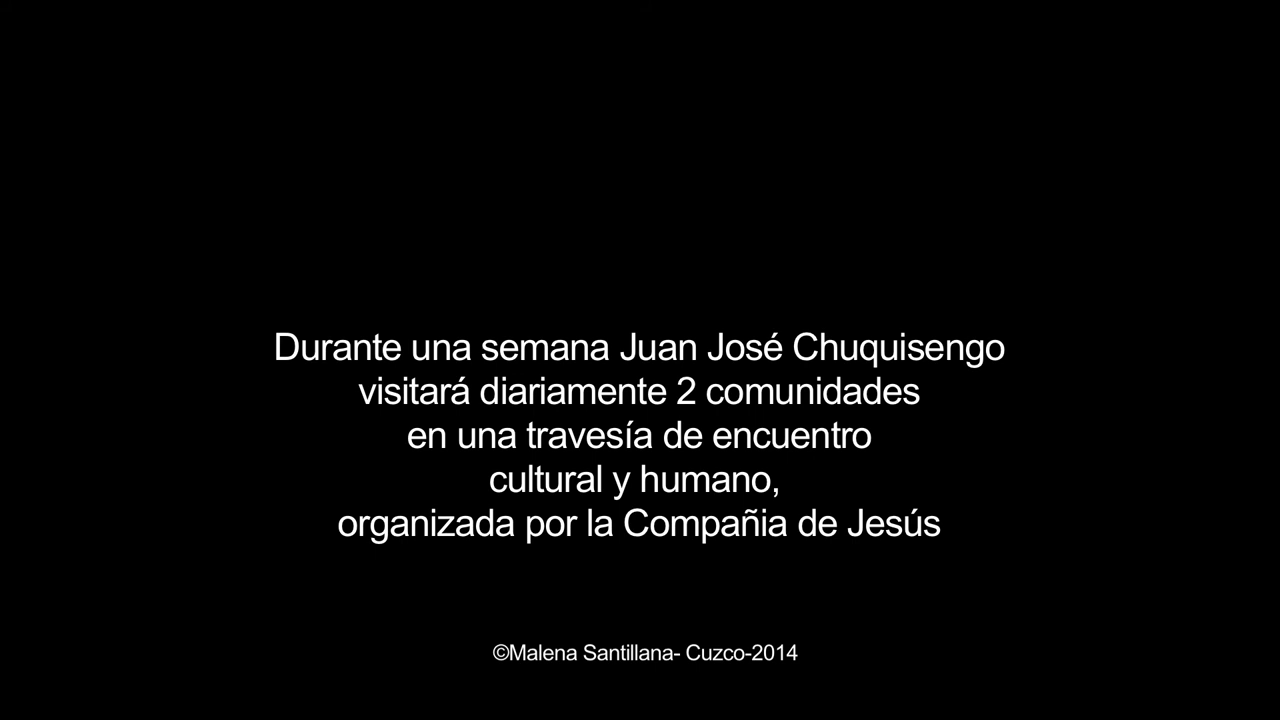 Durante una semana Juan José Chuquisengo
visitará diariamente 2 comunidades
en una travesía de encuentro
cultural y humano,
organizada por la Compañia de Jesús
©Malena Santillana- Cuzco-2014